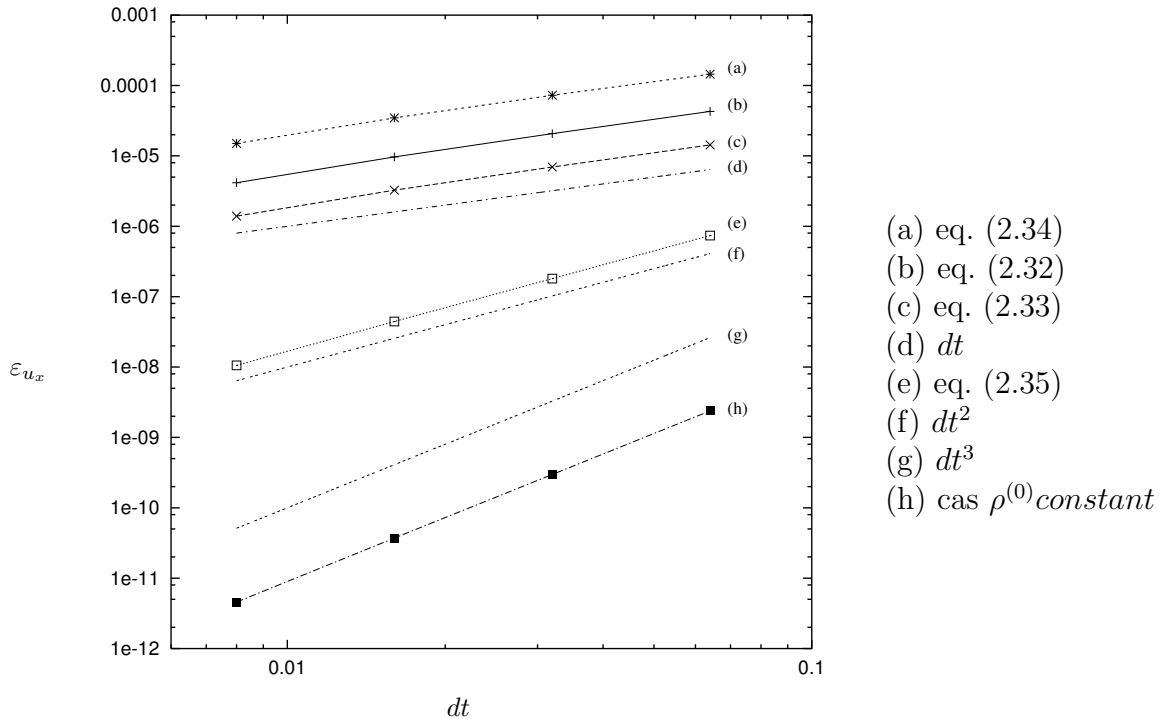 0.001
0.0001
1e-05
1e-06
1e-07
1e-08
1e-09
1e-10
1e-11
1e-12
0.01
0.1
ε_{u_x}
dt
(a)
(b)
(c)
(d)
(e)
(f)
(g)
(h)
(a) eq. (2.34)
(b) eq. (2.32)
(c) eq. (2.33)
(d) dt
(e) eq. (2.35)
(f) dt²
(g) dt³
(h) cas ρ⁽⁰⁾constant